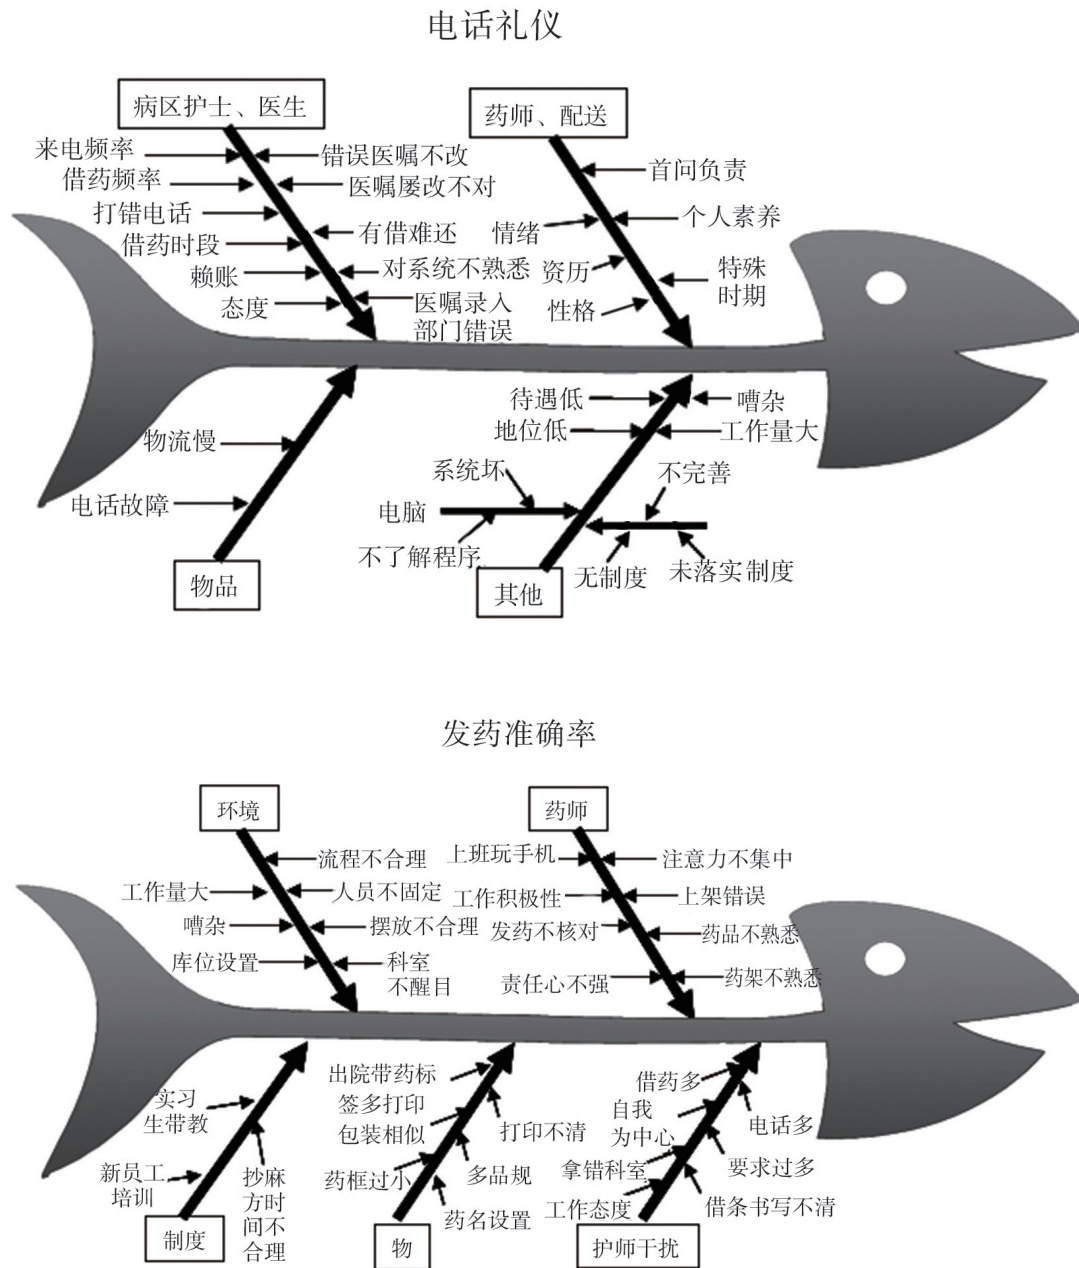 电话礼仪
病区护士、医生
药师、配送
来电频率
错误医嘱不改
借药频率
医嘱屡改不对
打错电话
有借难还
借药时段
对系统不熟悉
赖账
医嘱录入
部门错误
态度
首问负责
情绪
个人素养
资历
特殊
时期
性格
物流慢
电话故障
物品
待遇低
嘈杂
地位低
工作量大
系统坏
不完善
电脑
不了解程序
无制度
未落实制度
其他
发药准确率
环境
药师
流程不合理
工作量大
人员不固定
嘈杂
摆放不合理
库位设置
科室
不醒目
上班玩手机
注意力不集中
工作积极性
上架错误
发药不核对
药品不熟悉
责任心不强
药架不熟悉
实习
生带教
新员工
培训
抄麻
方时
间不
合理
制度
出院带药标
签多打印
包装相似
打印不清
药框过小
多品规
药名设置
物
借药多
自我
为中心
电话多
拿错科室
要求过多
工作态度
借条书写不清
护师干扰